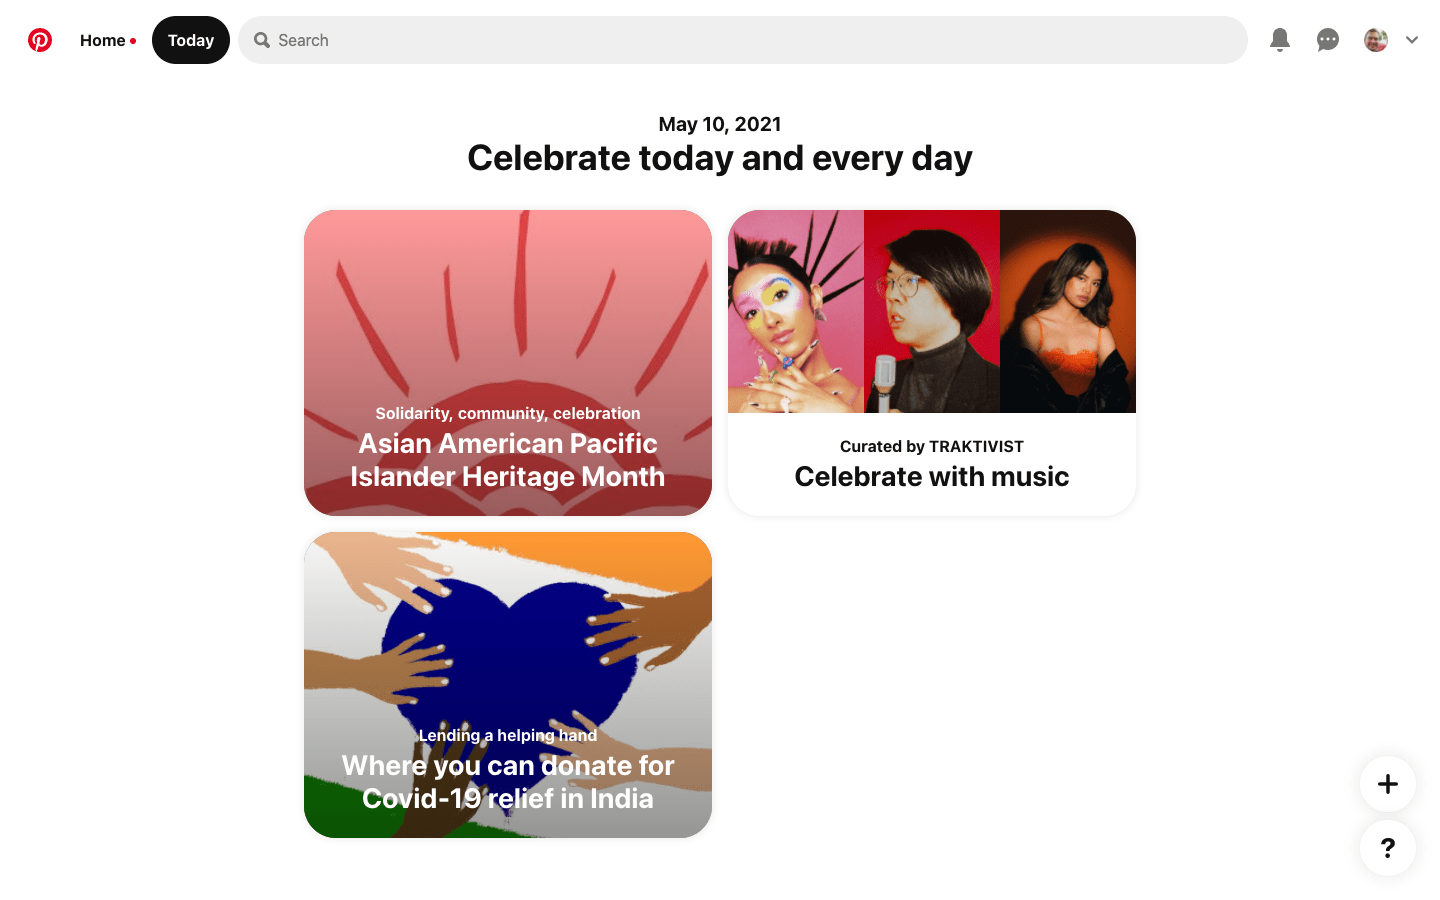 Home
Today
Search
May 10, 2021
Celebrate today and every day
Solidarity, community, celebration
Asian American Pacific
Islander Heritage Month
Curated by TRAKTIVIST
Celebrate with music
Lending a helping hand
Where you can donate for
Covid-19 relief in India
+
?